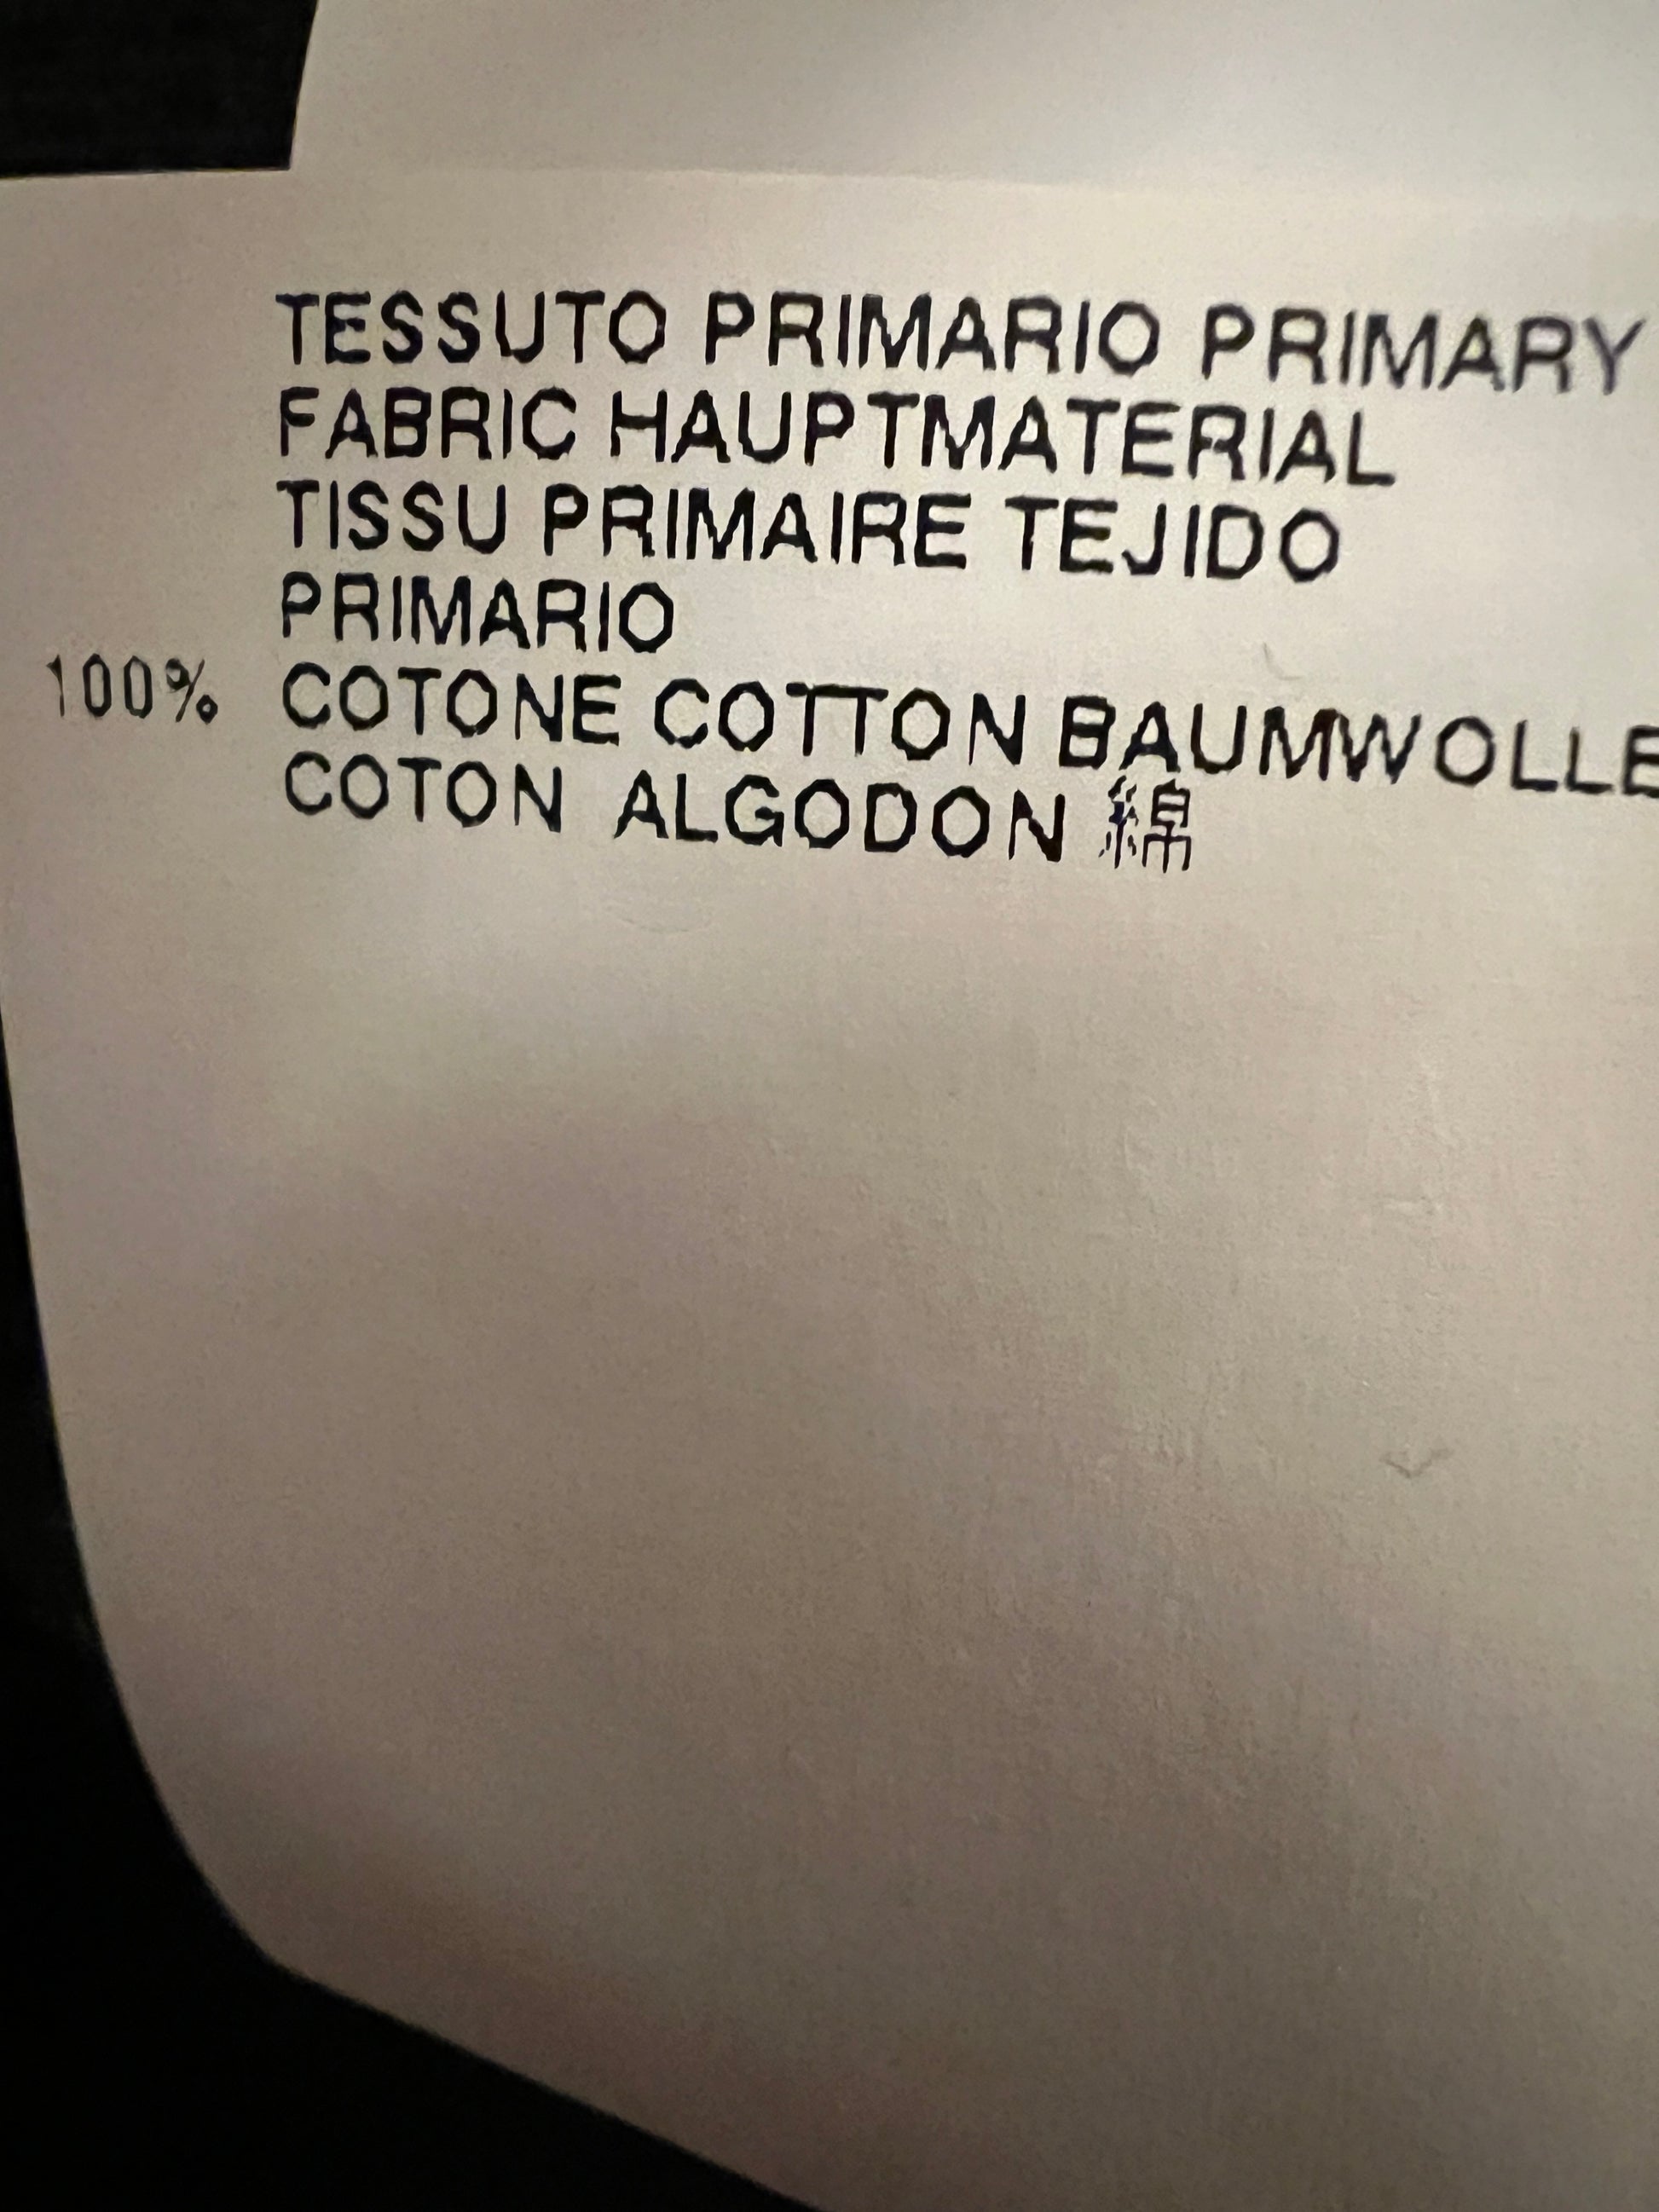 TESSUTO PRIMARIO PRIMARY
FABRIC HAUPTMATERIAL
TISSU PRIMAIRE TEJIDO
PRIMARIO
100% COTONE COTTON BAUMWOLLE
COTON ALGODON 綿